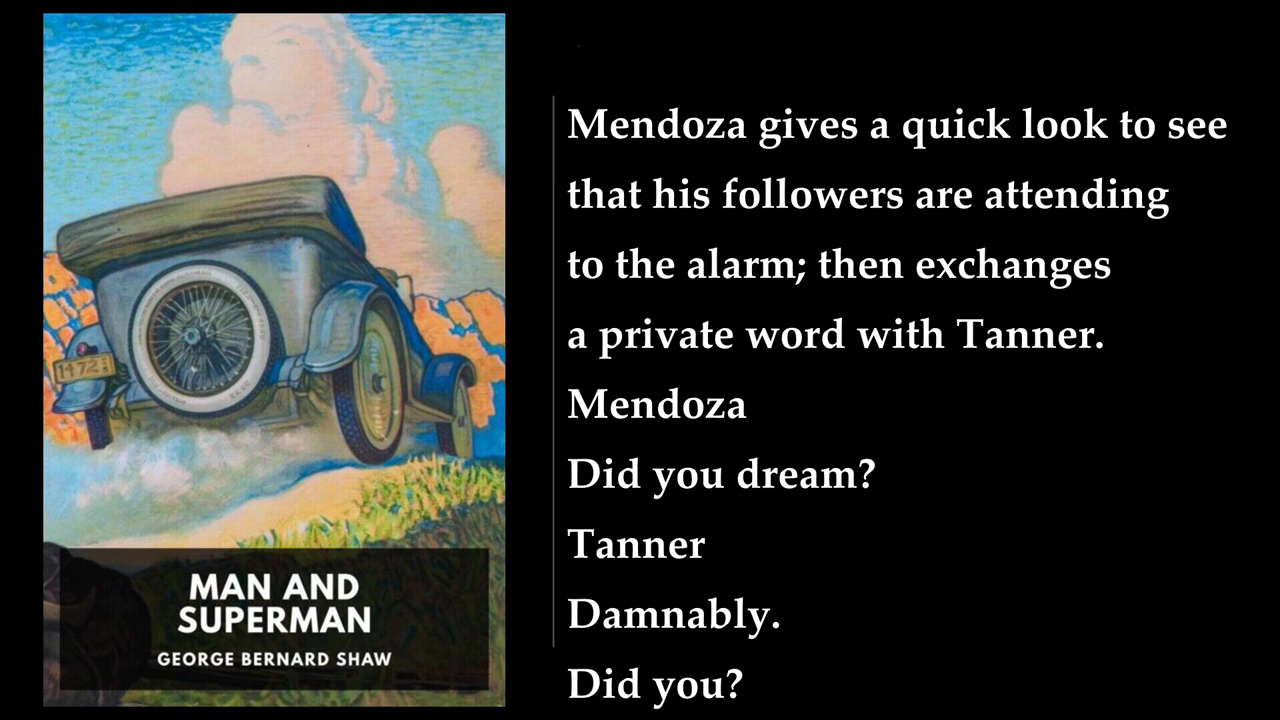 1472
MAN AND
SUPERMAN
GEORGE BERNARD SHAW
Mendoza gives a quick look to see
that his followers are attending
to the alarm; then exchanges
a private word with Tanner.
Mendoza
Did you dream?
Tanner
Damnably.
Did you?